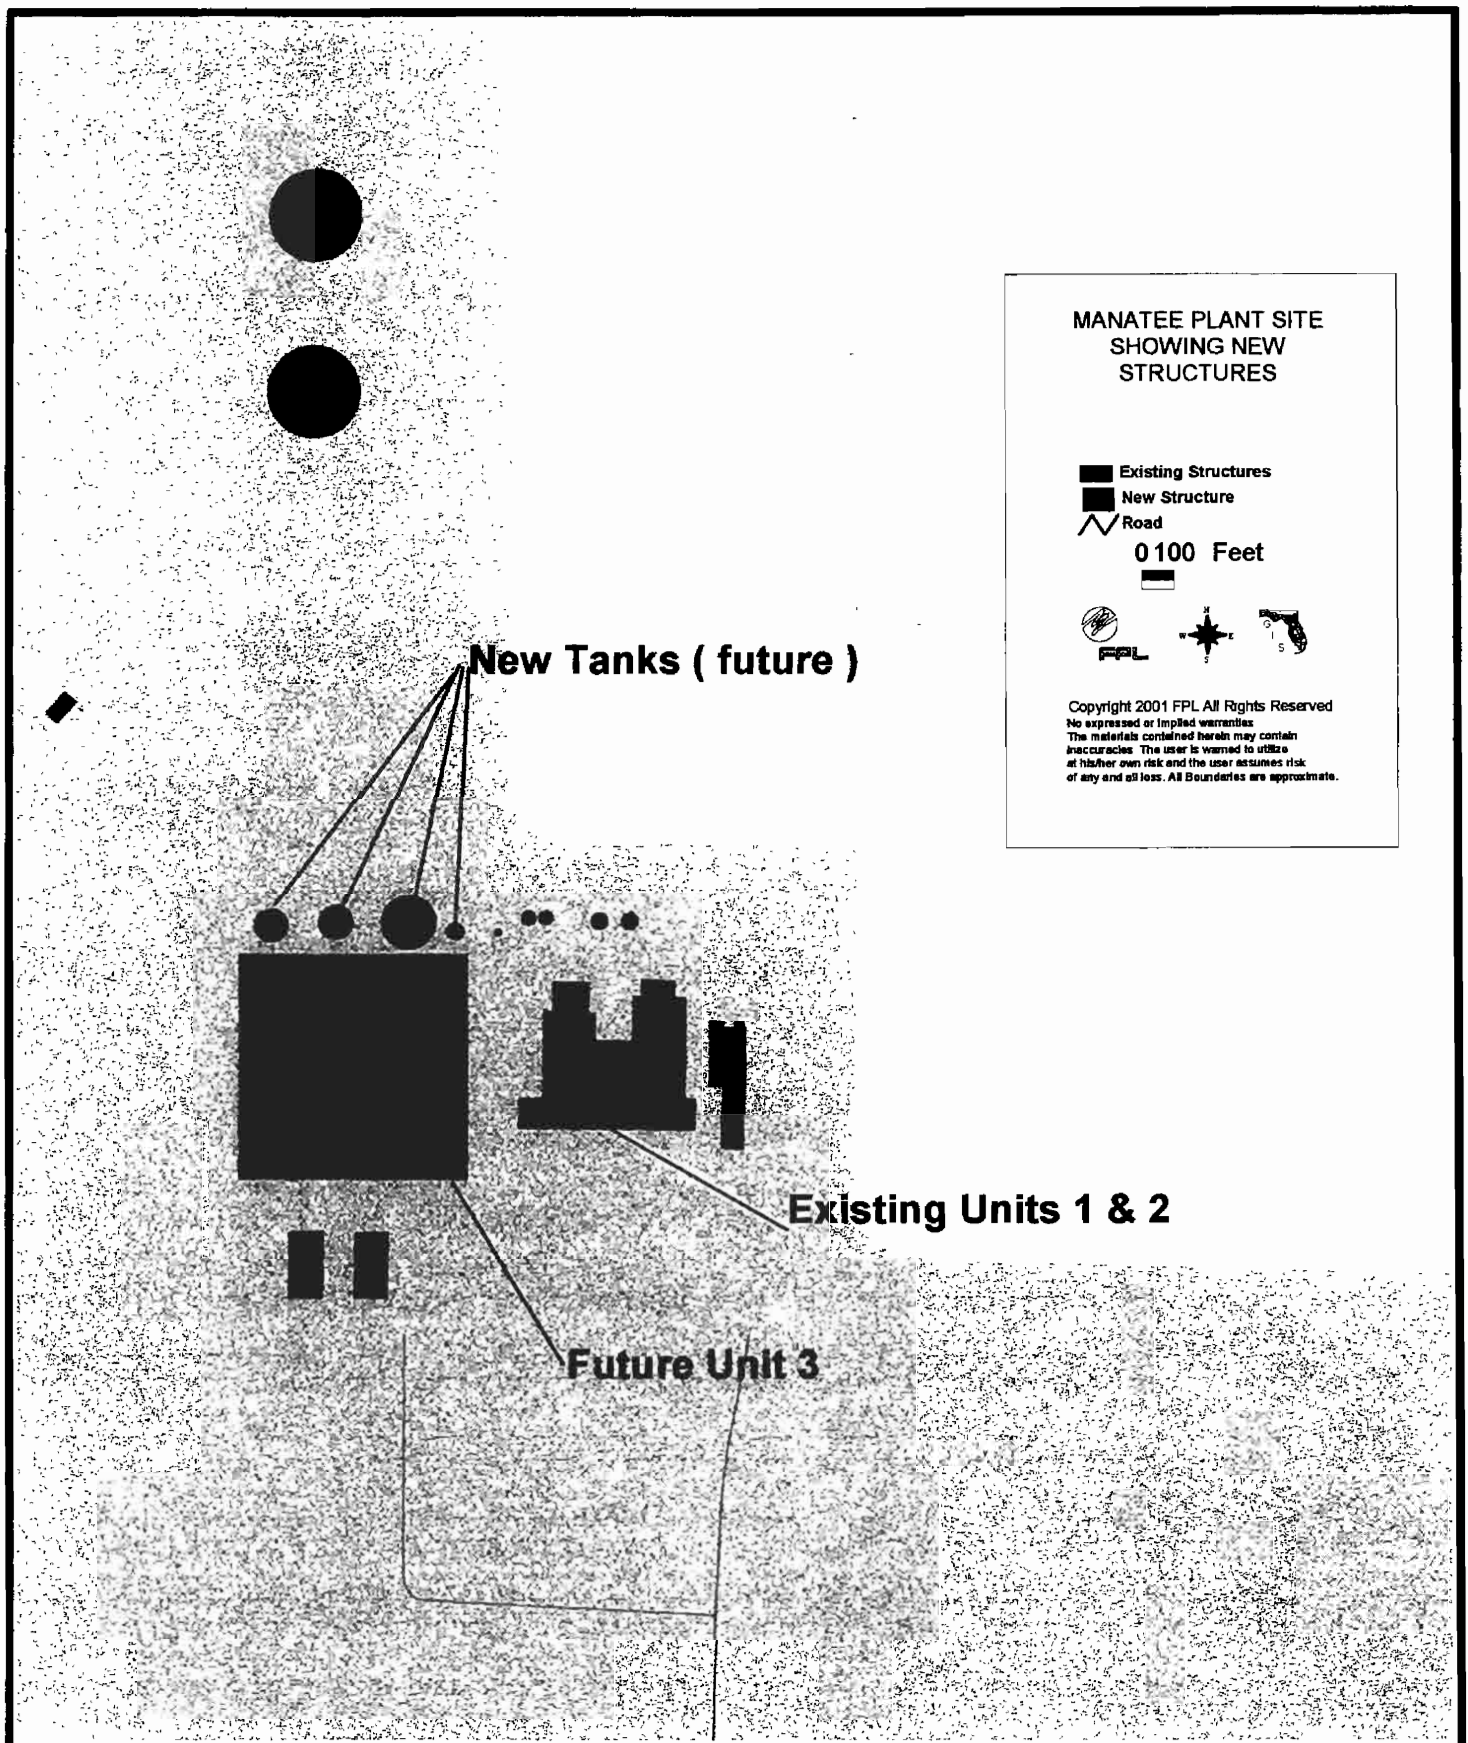 MANATEE PLANT SITE
SHOWING NEW
STRUCTURES
Existing Structures
New Structure
Road
0 100 Feet
N
W E
S
G
I
S
FPL
Copyright 2001 FPL All Rights Reserved
No expressed or implied warranties
The materials contained herein may contain
inaccuracies The user is warned to utilize
at his/her own risk and the user assumes risk
of any and all loss. All Boundaries are approximate.
New Tanks ( future )
Existing Units 1 & 2
Future Unit 3